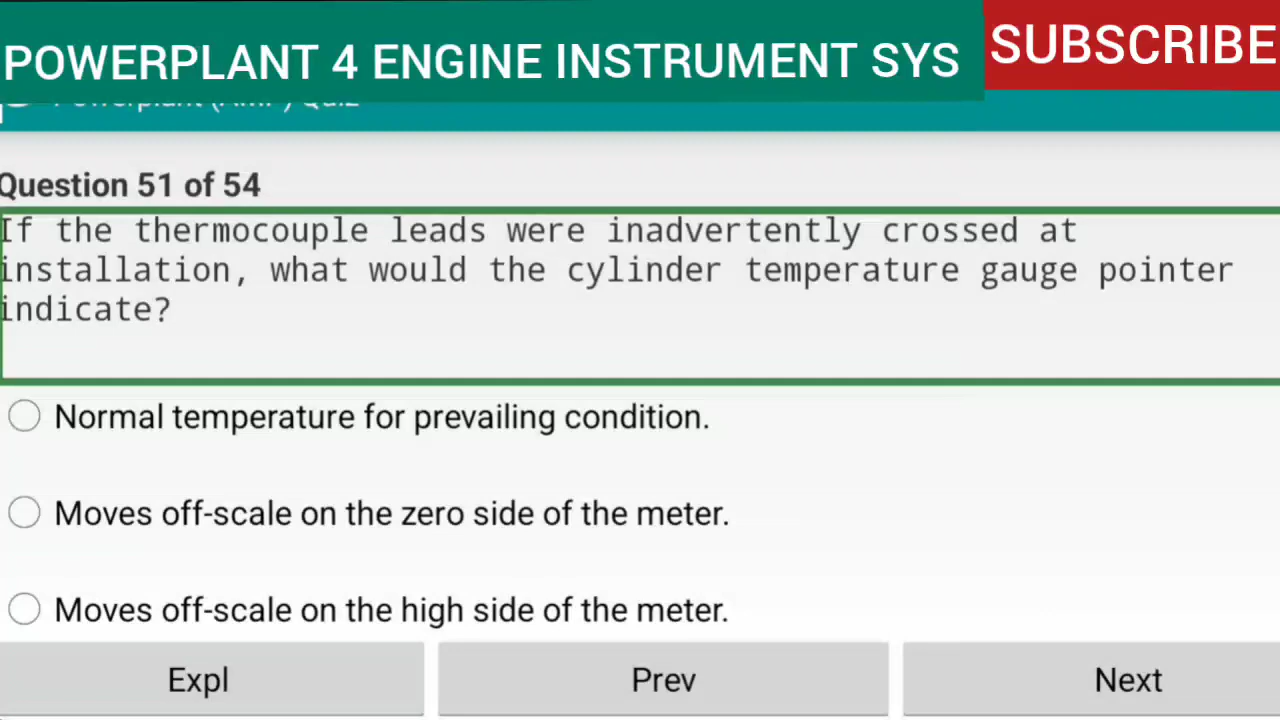 POWERPLANT 4 ENGINE INSTRUMENT SYS
SUBSCRIBE
Question 51 of 54
If the thermocouple leads were inadvertently crossed at
installation, what would the cylinder temperature gauge pointer
indicate?
Normal temperature for prevailing condition.
Moves off-scale on the zero side of the meter.
Moves off-scale on the high side of the meter.
Expl
Prev
Next